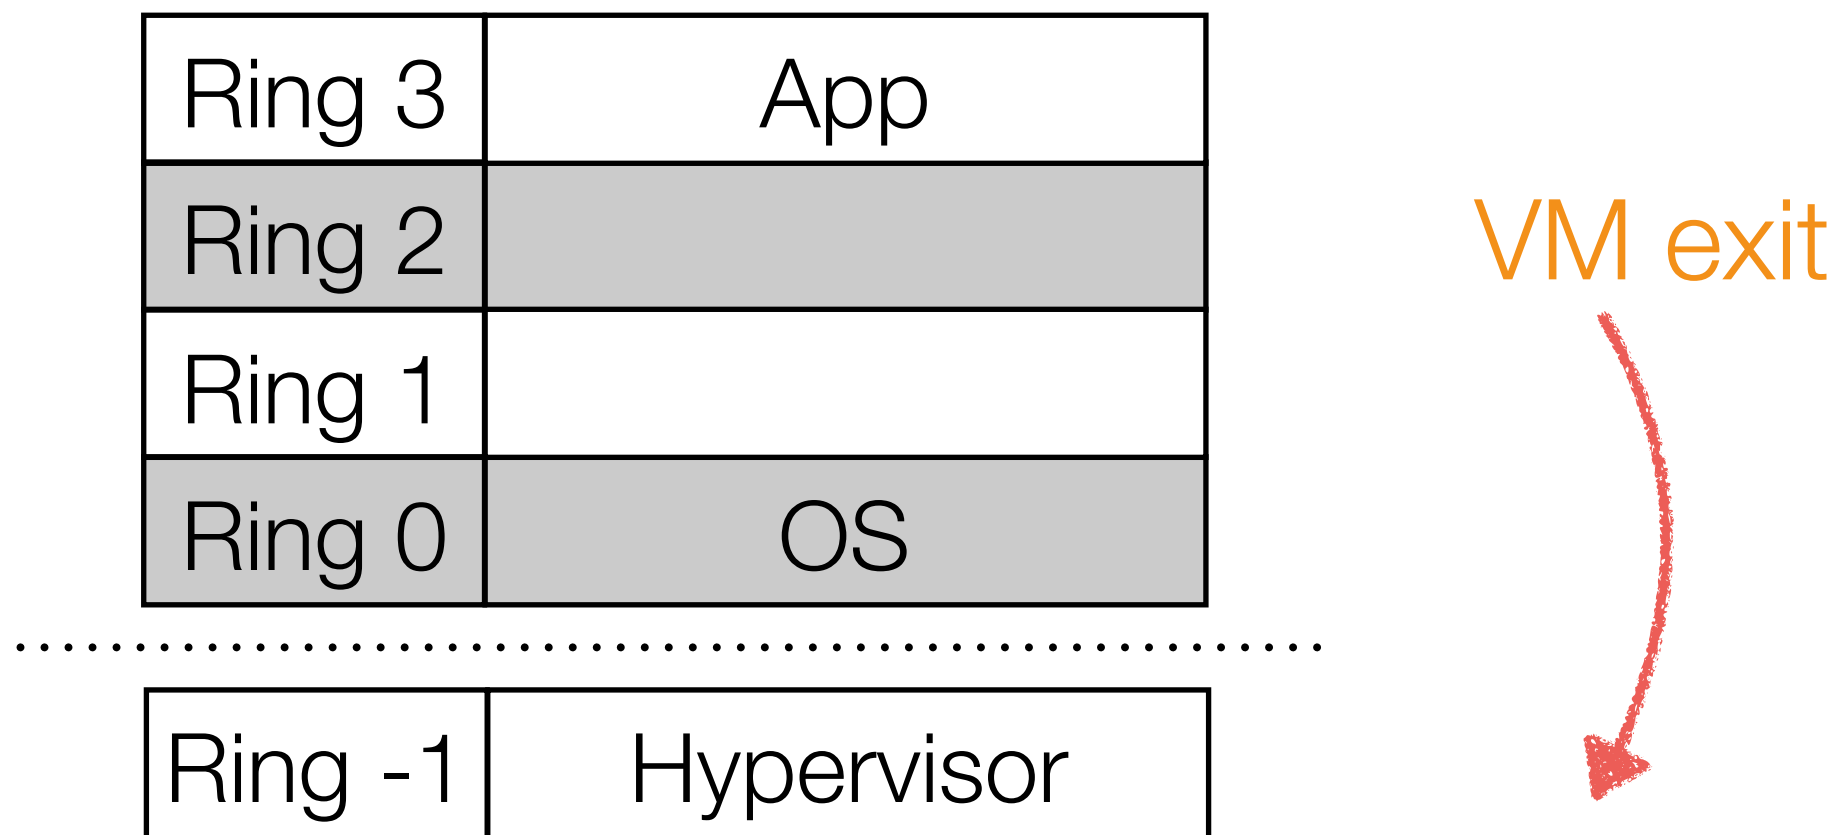 Ring 3 App
Ring 2
VM exit
Ring 1
Ring 0 OS
Ring -1 Hypervisor